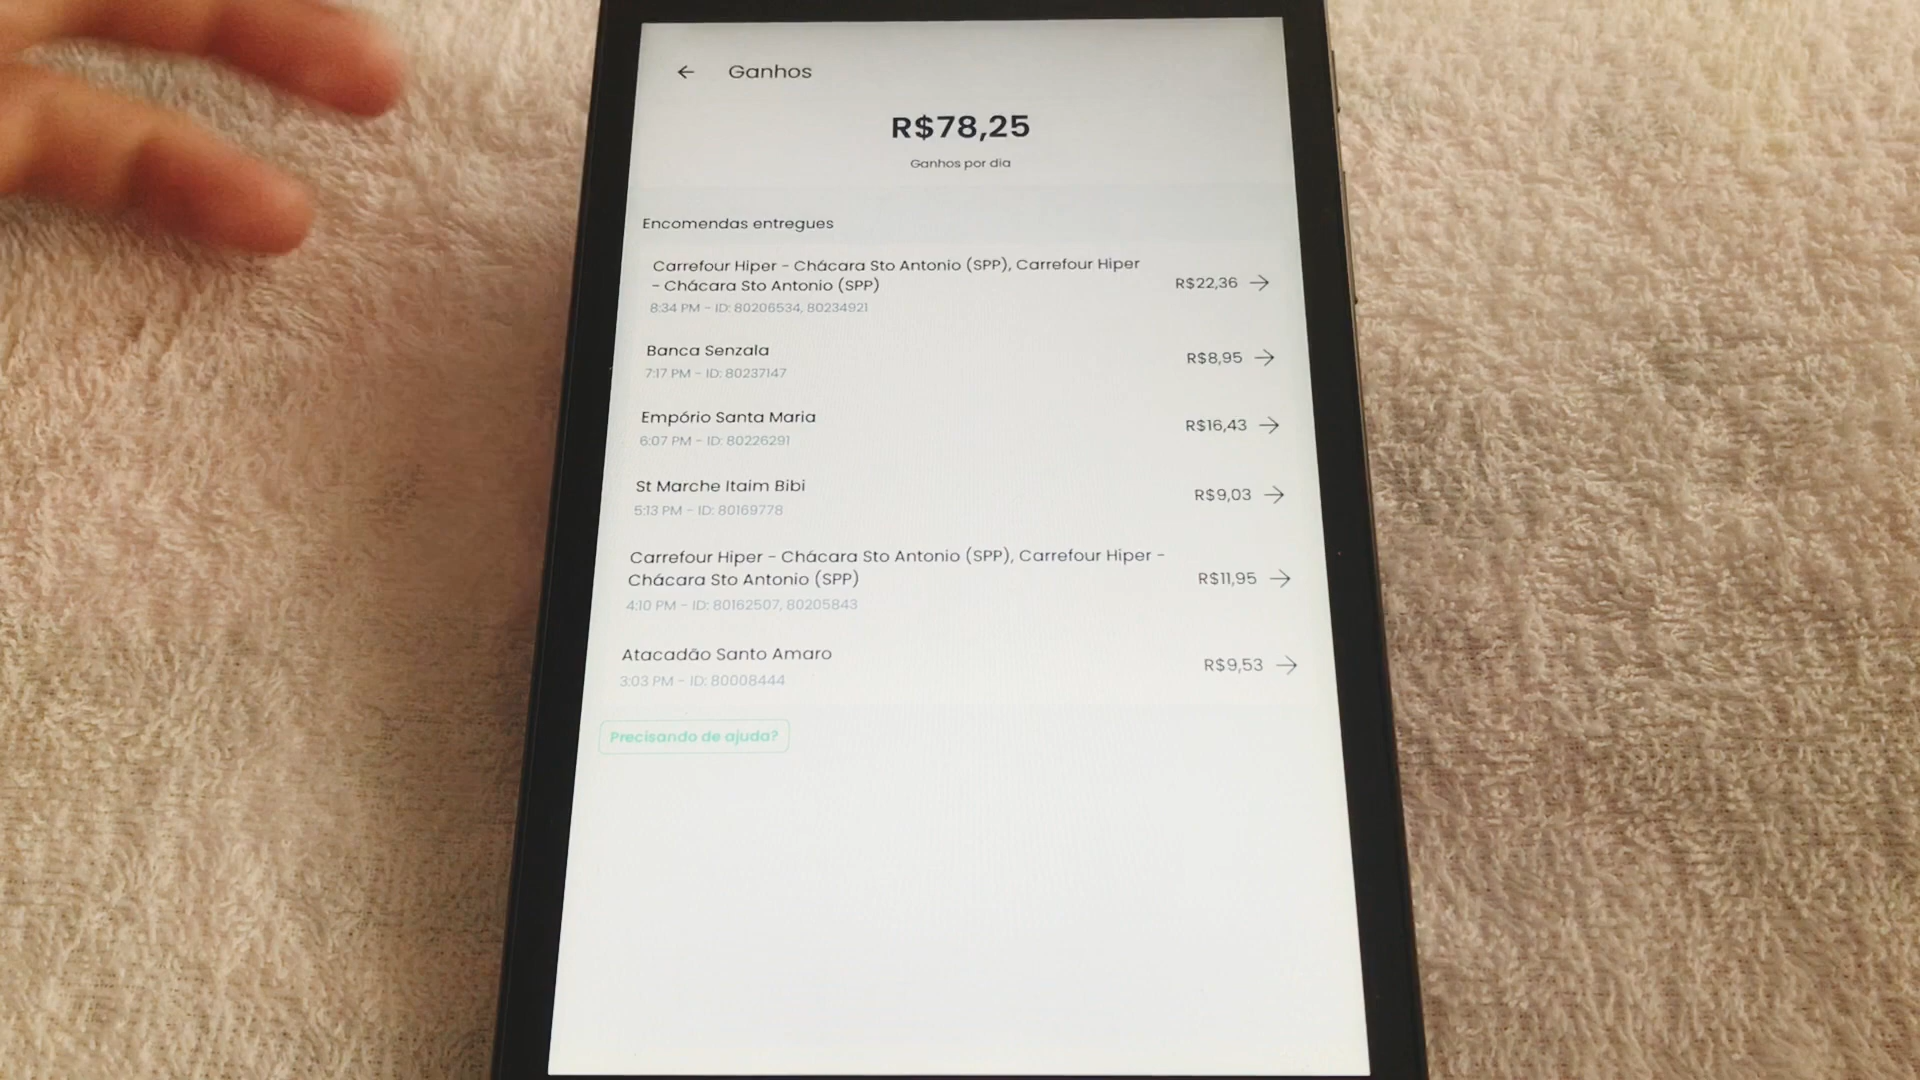 Ganhos
R$78,25
Ganhos por dia
Encomendas entregues
Carrefour Hiper - Chácara Sto Antonio (SPP), Carrefour Hiper
- Chácara Sto Antonio (SPP)
R$22,36
8:34 PM - ID: 80206534, 80234921
Banca Senzala
R$8,95
7:17 PM - ID: 80237147
Empório Santa Maria
R$16,43
6:07 PM - ID: 80226291
St Marche Itaim Bibi
R$9,03
5:13 PM - ID: 80169778
Carrefour Hiper - Chácara Sto Antonio (SPP), Carrefour Hiper -
Chácara Sto Antonio (SPP)
R$11,95
4:10 PM - ID: 80162507, 80205843
Atacadão Santo Amaro
R$9,53
3:03 PM - ID: 80008444
Precisando de ajuda?